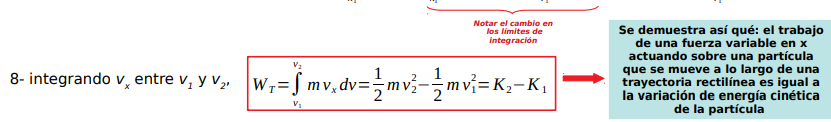 Notar el cambio en
los límites de
integración
Se demuestra así qué: el trabajo
de una fuerza variable en x
actuando sobre una partícula
que se mueve a lo largo de una
trayectoria rectilínea es igual a
la variación de energía cinética
de la partícula
8- integrando vₓ entre v₁ y v₂,
W_T = ∫_{v₁}^{v₂} m vₓ dv = 1/2 m v₂² − 1/2 m v₁² = K₂ − K₁